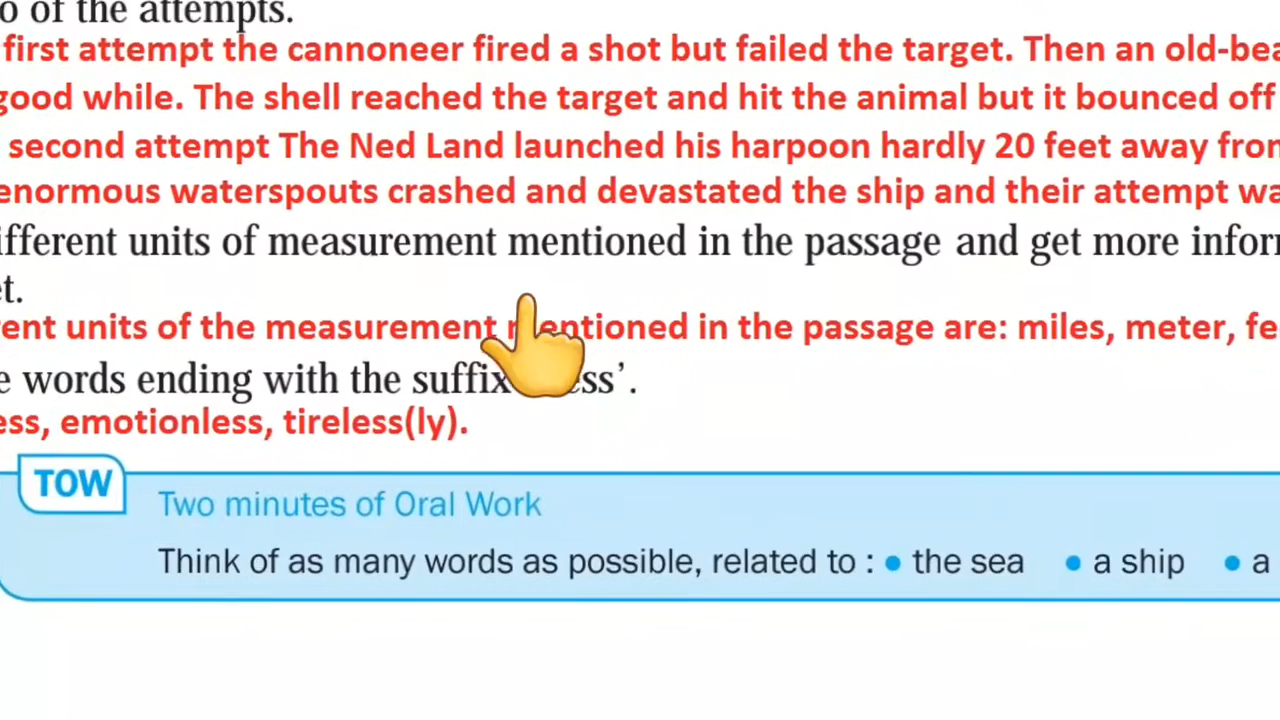 o of the attempts.
first attempt the cannoneer fired a shot but failed the target. Then an old-bea
good while. The shell reached the target and hit the animal but it bounced off
second attempt The Ned Land launched his harpoon hardly 20 feet away from
enormous waterspouts crashed and devastated the ship and their attempt wa
ifferent units of measurement mentioned in the passage and get more inforn
et.
rent units of the measurement mentioned in the passage are: miles, meter, fe
e words ending with the suffix ess’.
ess, emotionless, tireless(ly).
TOW
Two minutes of Oral Work
Think of as many words as possible, related to : • the sea • a ship • a